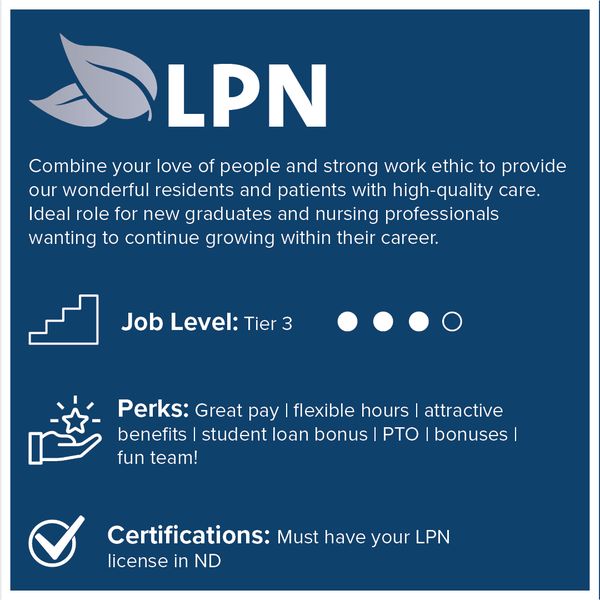 LPN
Combine your love of people and strong work ethic to provide
our wonderful residents and patients with high-quality care.
Ideal role for new graduates and nursing professionals
wanting to continue growing within their career.
Job Level: Tier 3
Perks: Great pay | flexible hours | attractive
benefits | student loan bonus | PTO | bonuses |
fun team!
Certifications: Must have your LPN
license in ND